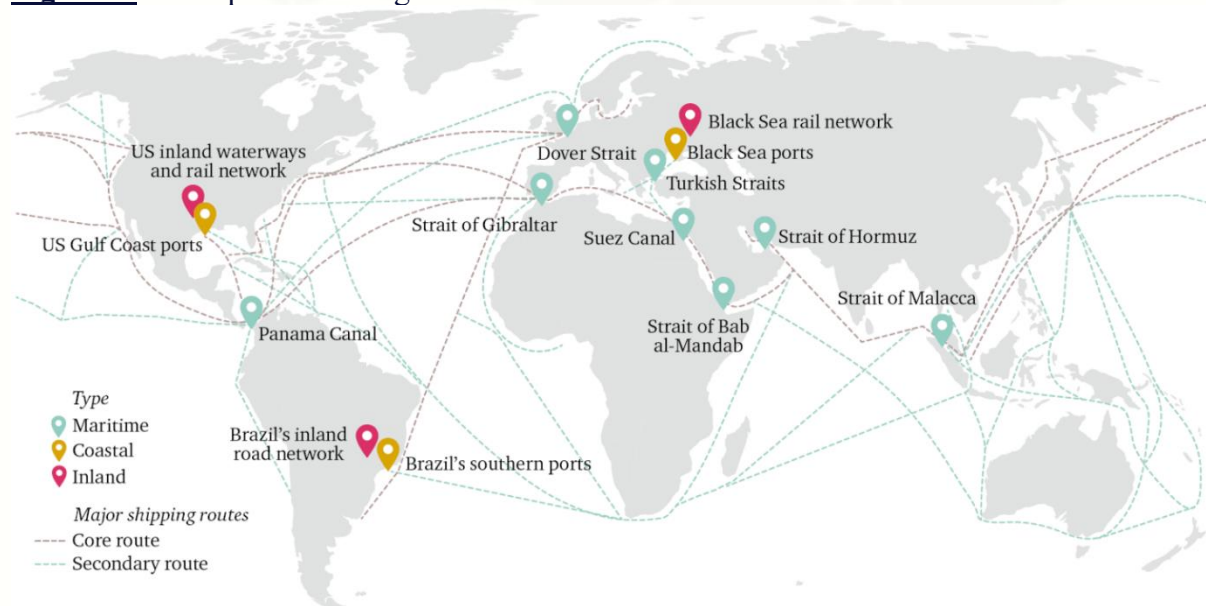 US inland waterways
and rail network
US Gulf Coast ports
Panama Canal
Dover Strait
Black Sea rail network
Black Sea ports
Turkish Straits
Strait of Gibraltar
Suez Canal
Strait of Hormuz
Strait of Malacca
Strait of Bab
al-Mandab
Brazil's inland
road network
Brazil's southern ports
Type
Maritime
Coastal
Inland
Major shipping routes
Core route
Secondary route